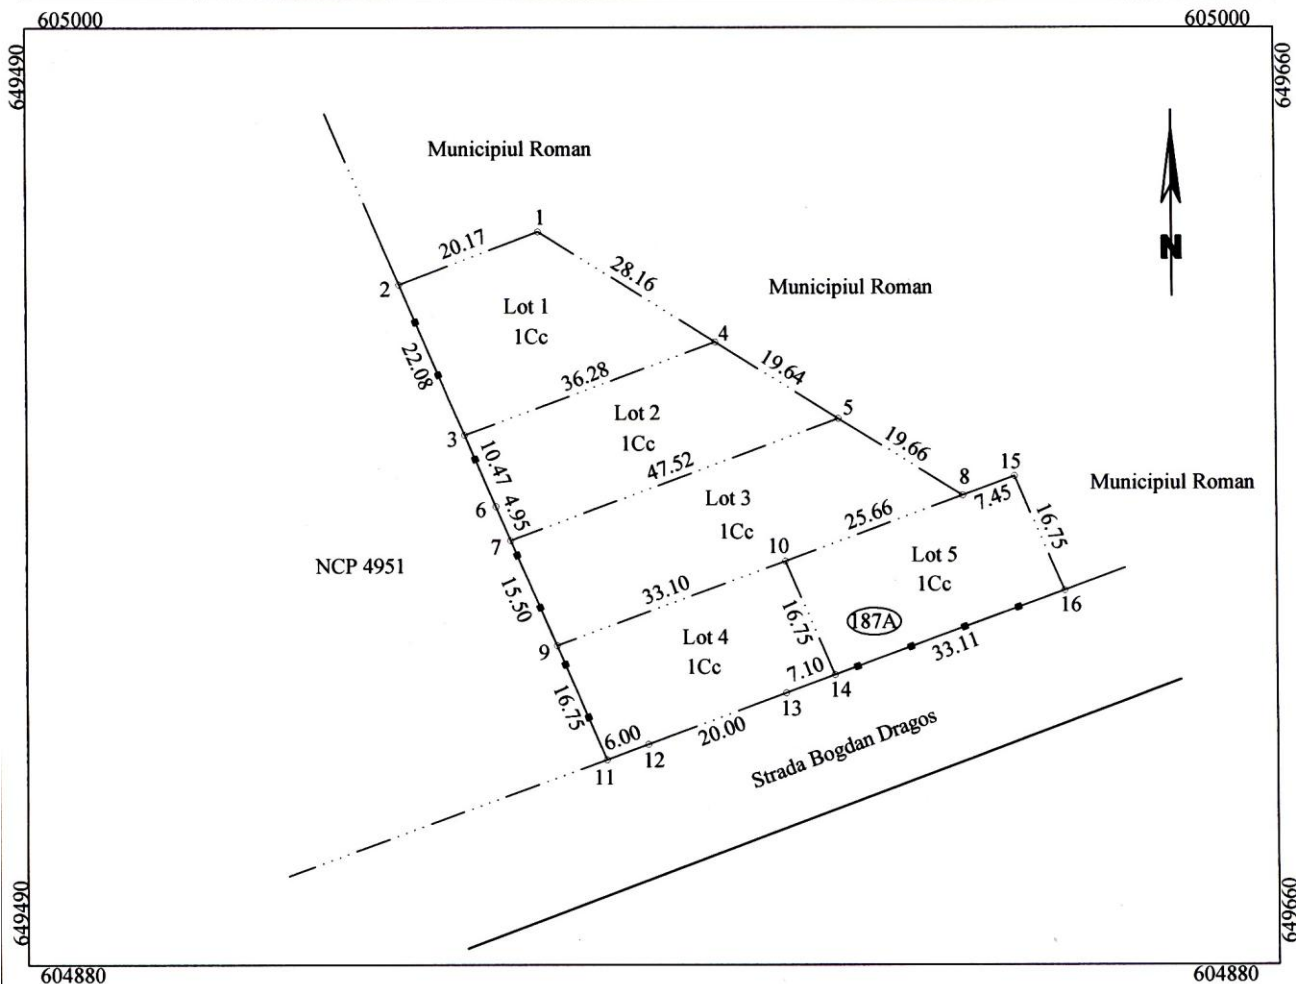 605000
605000
649490
649660
Municipiul Roman
N
1
20.17
28.16
Municipiul Roman
2
Lot 1
1Cc
4
22.08
36.28
19.64
Lot 2
1Cc
5
3
10.47
47.52
19.66
15
8
7.45
Municipiul Roman
6
4.95
Lot 3
1Cc
25.66
16.75
7
10
Lot 5
1Cc
NCP 4951
15.50
33.10
16.75
187A
16
9
Lot 4
1Cc
33.11
16.75
7.10
14
13
6.00
20.00
12
11
Strada Bogdan Dragos
649490
649660
604880
604880